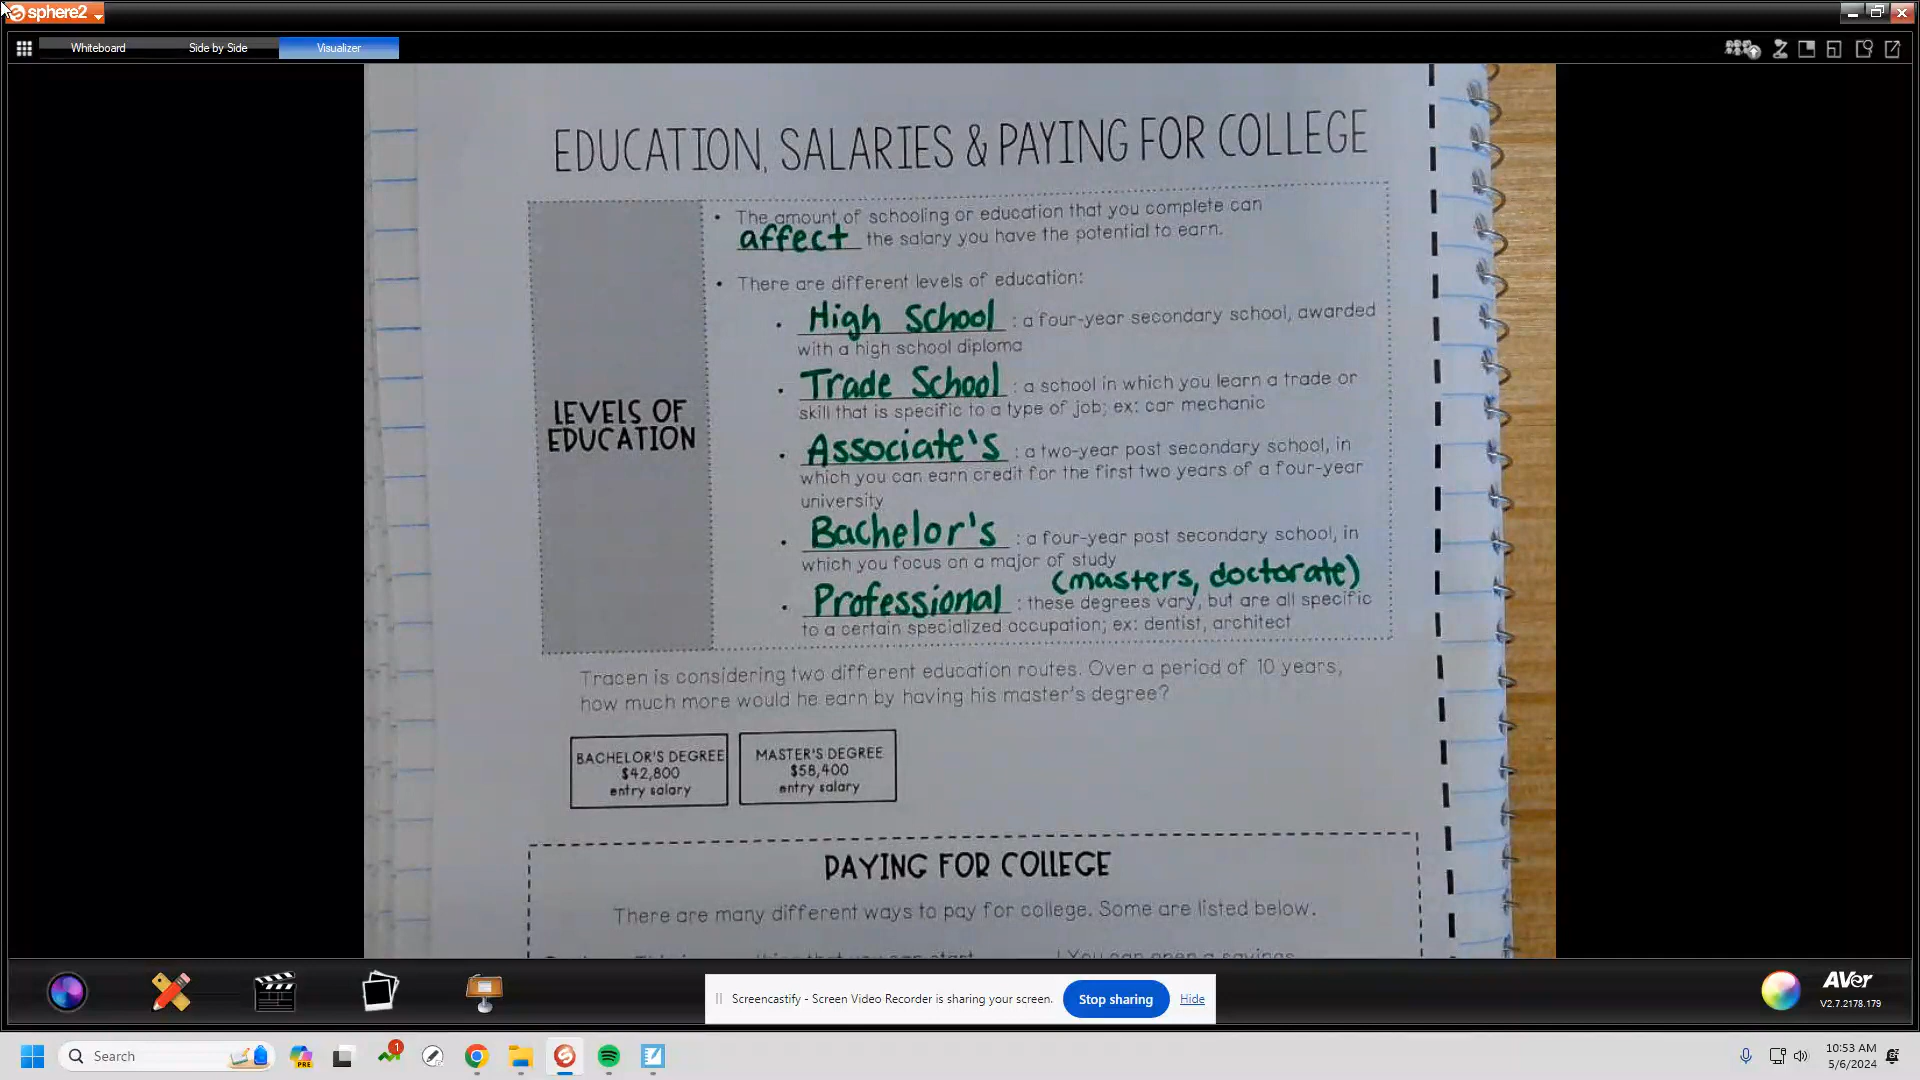 sphere2
Whiteboard
Side by Side
Visualizer
EDUCATION, SALARIES & PAYING FOR COLLEGE
LEVELS OF
EDUCATION
• The amount of schooling or education that you complete can
affect the salary you have the potential to earn.
• There are different levels of education:
• High School : a four-year secondary school, awarded
with a high school diploma
• Trade School : a school in which you learn a trade or
skill that is specific to a type of job; ex: car mechanic
• Associate's : a two-year post secondary school, in
which you can earn credit for the first two years of a four-year
university
• Bachelor's : a four-year post secondary school, in
which you focus on a major of study
(masters, doctorate)
• Professional : these degrees vary, but are all specific
to a certain specialized occupation; ex: dentist, architect
Tracen is considering two different education routes. Over a period of 10 years,
how much more would he earn by having his master's degree?
BACHELOR'S DEGREE
$42,800
entry salary
MASTER'S DEGREE
$58,400
entry salary
PAYING FOR COLLEGE
There are many different ways to pay for college. Some are listed below.
that you can start
You can open a savings
Screencastify - Screen Video Recorder is sharing your screen.
Stop sharing
Hide
AVer
V2.7.2178.179
Search
PRE
1
10:53 AM
5/6/2024